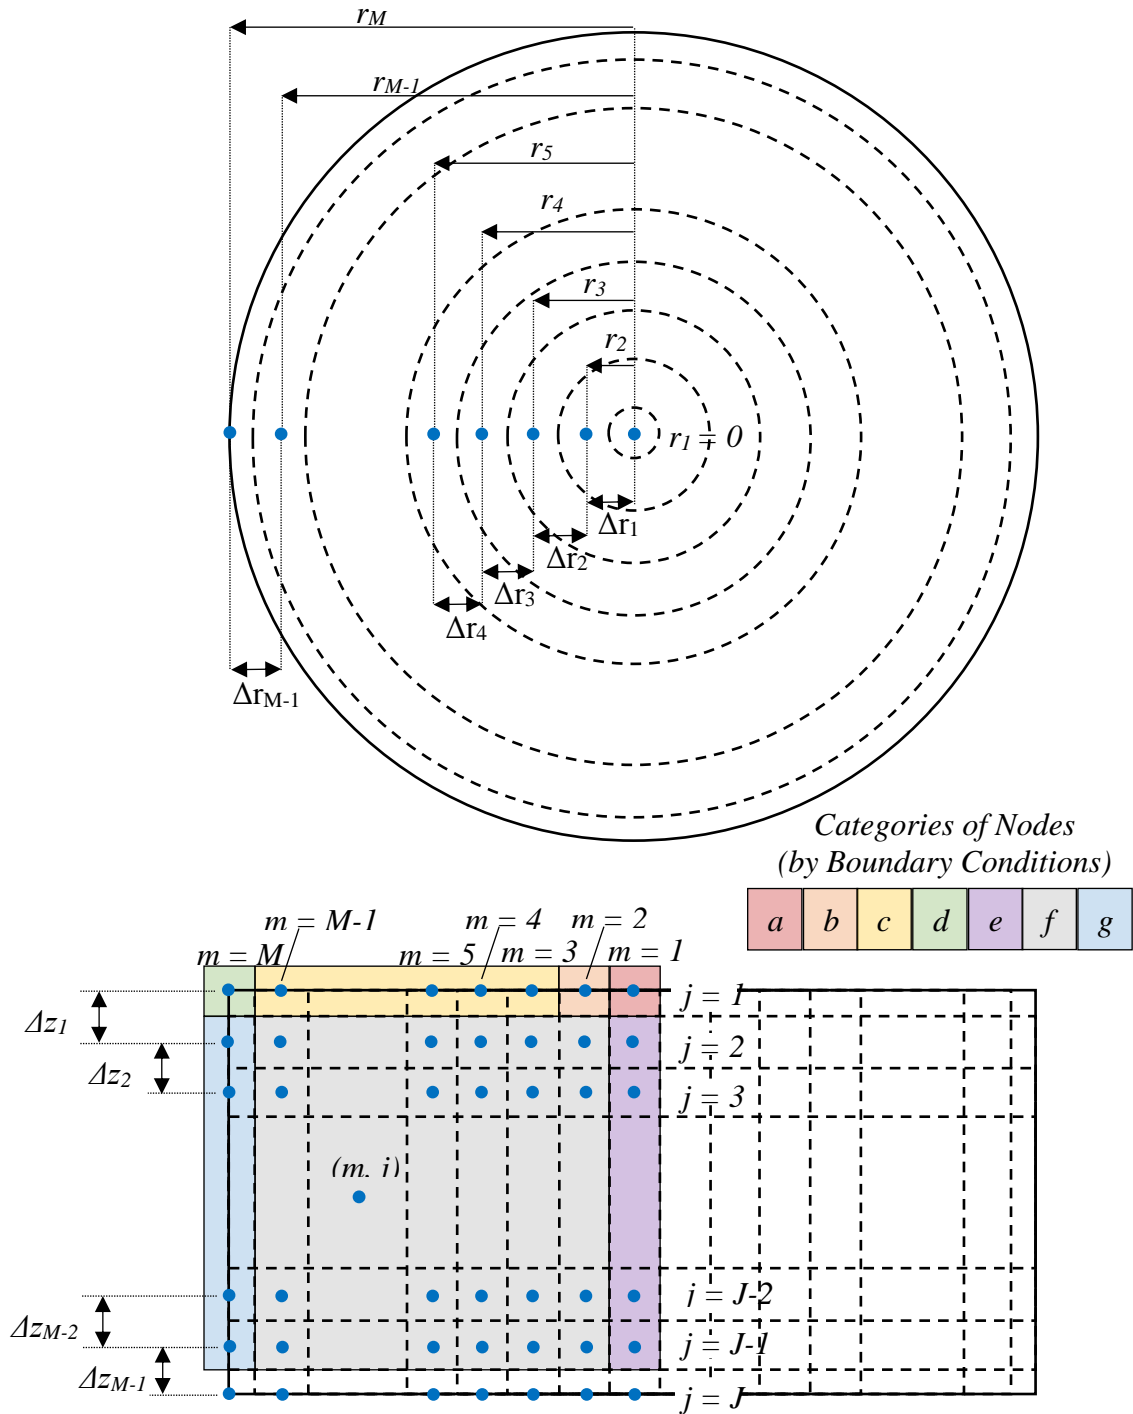 r_M
r_M-1
r_5
r_4
r_3
r_2
r_1 = 0
Δr_1
Δr_2
Δr_3
Δr_4
Δr_M-1
Categories of Nodes
(by Boundary Conditions)
a b c d e f g
m = M-1 m = 4 m = 2
m = M m = 5 m = 3 m = 1
j = 1
Δz_1
j = 2
Δz_2
j = 3
(m, j)
j = J-2
Δz_M-2
j = J-1
Δz_M-1
j = J